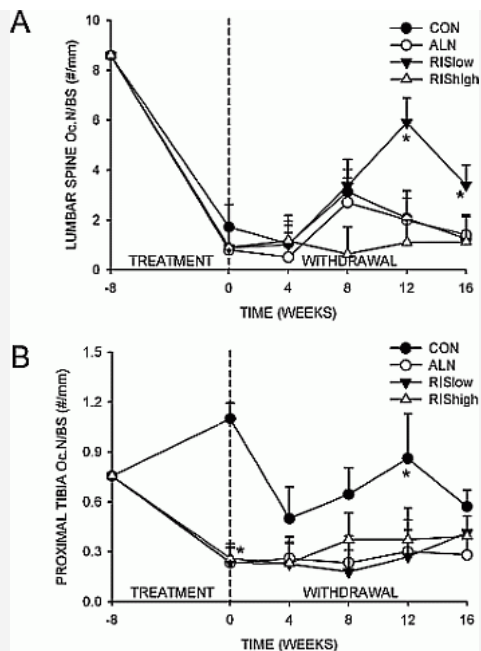 A
LUMBAR SPINE Oc.N/BS (#/mm)
10
8
6
4
2
0
CON
ALN
RISlow
RIShigh
*
*
TREATMENT
WITHDRAWAL
-8
0
4
8
12
16
TIME (WEEKS)
B
PROXIMAL TIBIA Oc.N/BS (#/mm)
1.5
1.2
0.9
0.6
0.3
0.0
CON
ALN
RISlow
RIShigh
*
*
TREATMENT
WITHDRAWAL
-8
0
4
8
12
16
TIME (WEEKS)